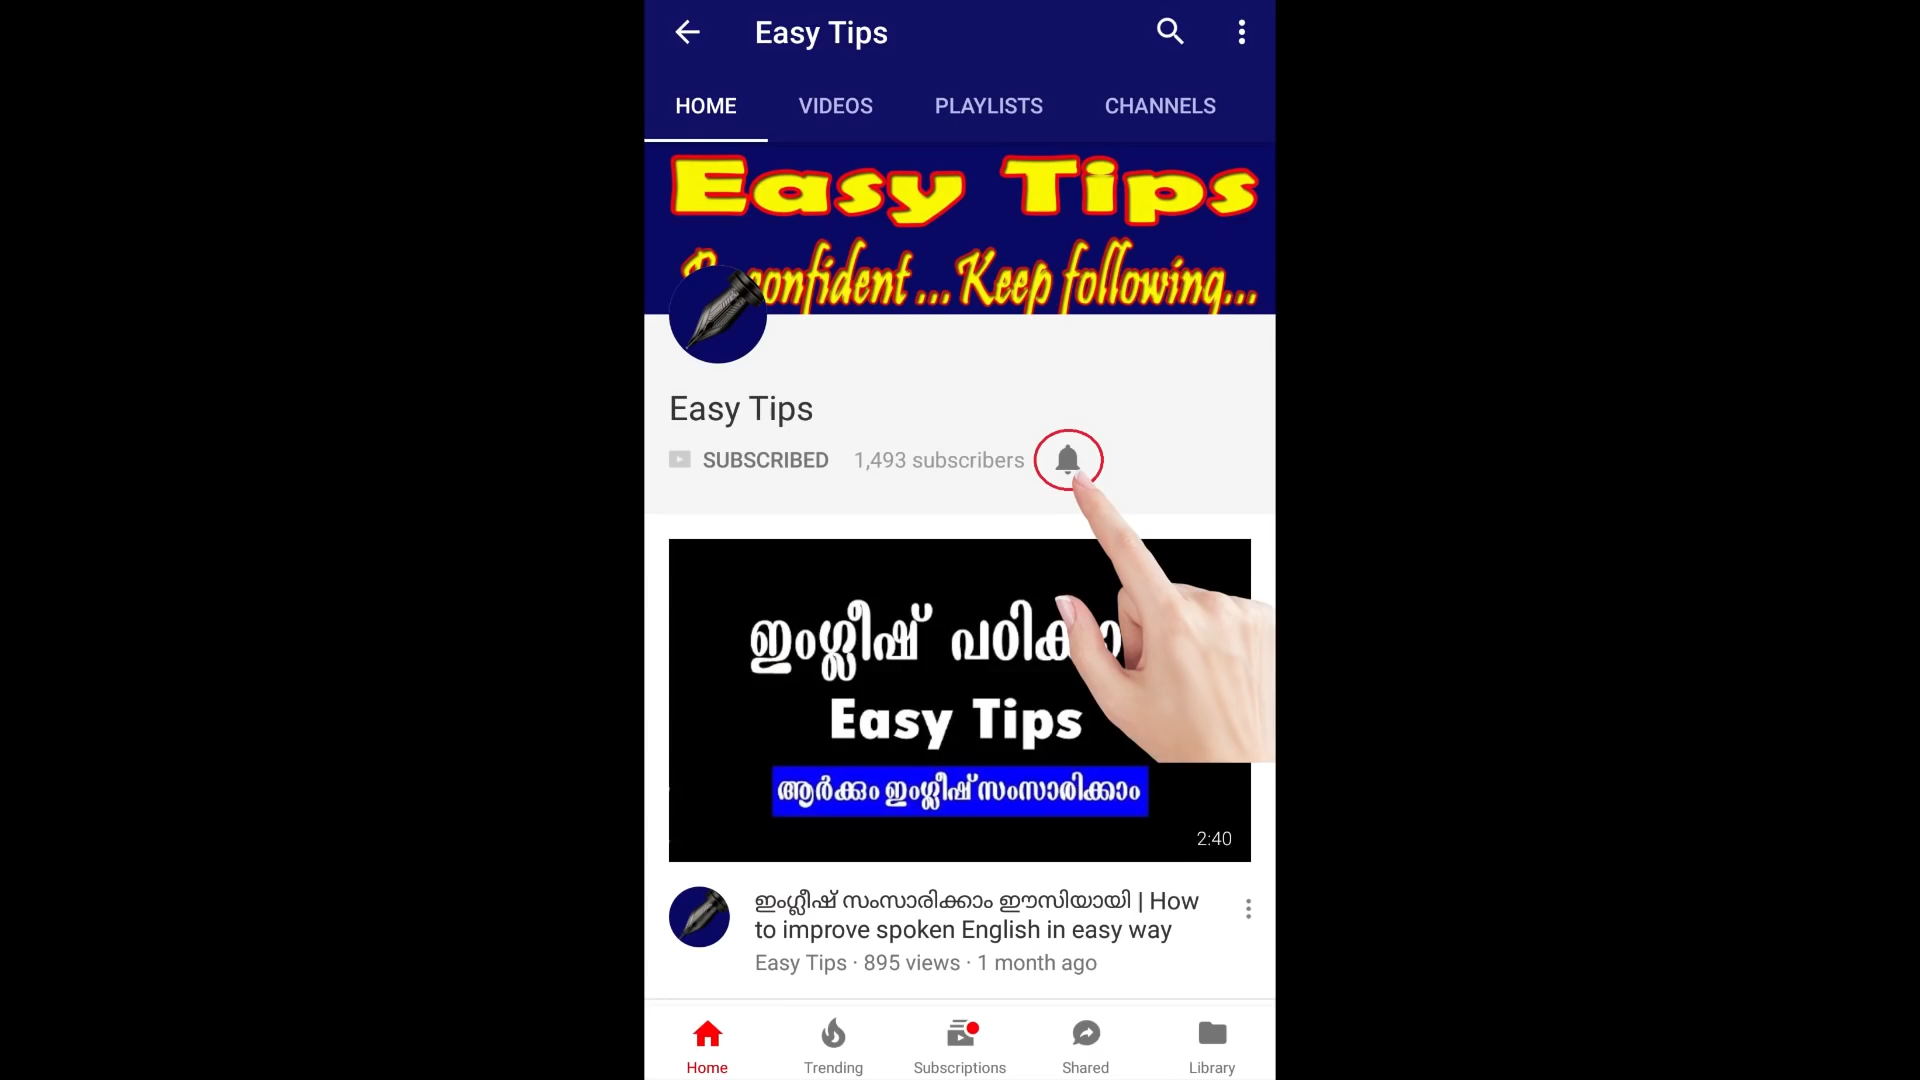 Easy Tips
HOME VIDEOS PLAYLISTS CHANNELS
Easy Tips
confident ... Keep following...
Easy Tips
SUBSCRIBED 1,493 subscribers
ഇംഗ്ലീഷ്
Easy Tips
ആർക്കും ഇംഗ്ലീഷ് സംസാരിക്കാം
2:40
ഇംഗ്ലീഷ് സംസാരിക്കാം ഈസിയായി | How
to improve spoken English in easy way
Easy Tips · 895 views · 1 month ago
Home Trending Subscriptions Shared Library